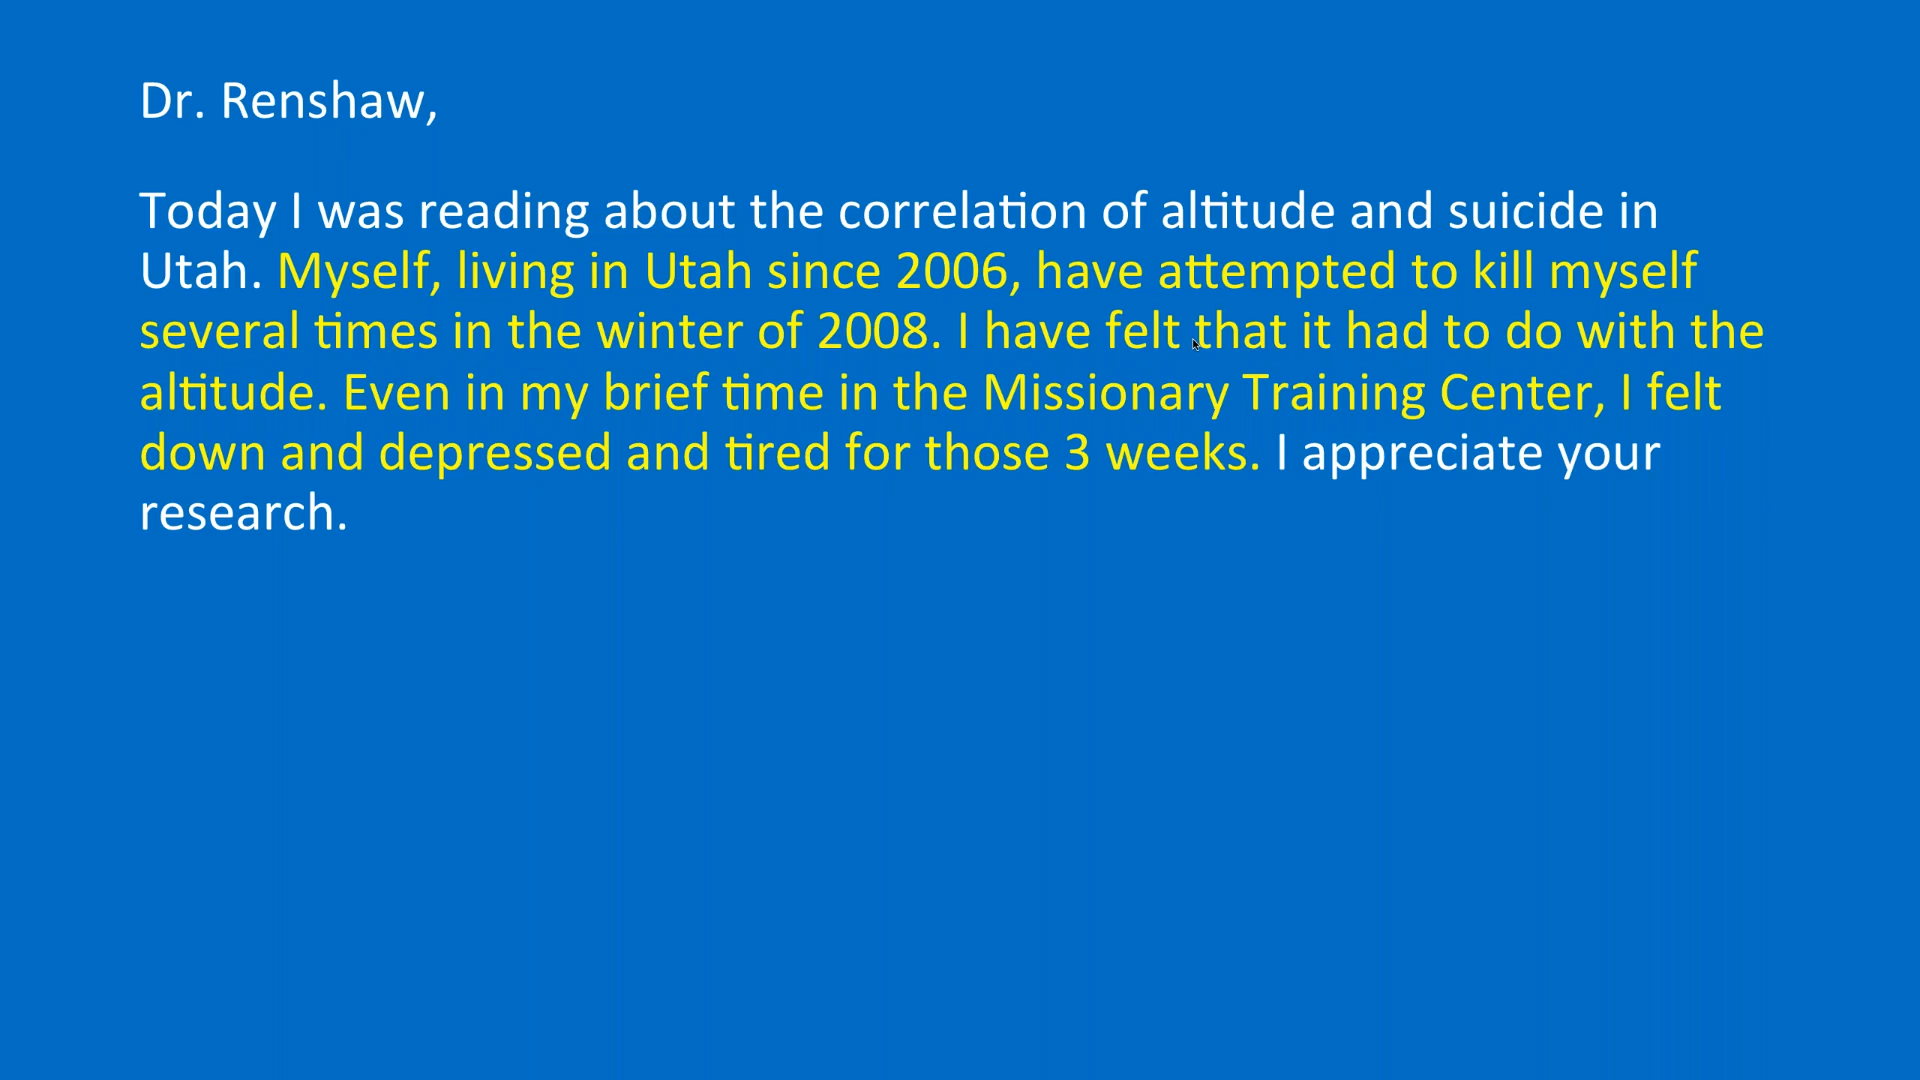 Dr. Renshaw,
Today I was reading about the correlation of altitude and suicide in
Utah. Myself, living in Utah since 2006, have attempted to kill myself
several times in the winter of 2008. I have felt that it had to do with the
altitude. Even in my brief time in the Missionary Training Center, I felt
down and depressed and tired for those 3 weeks. I appreciate your
research.